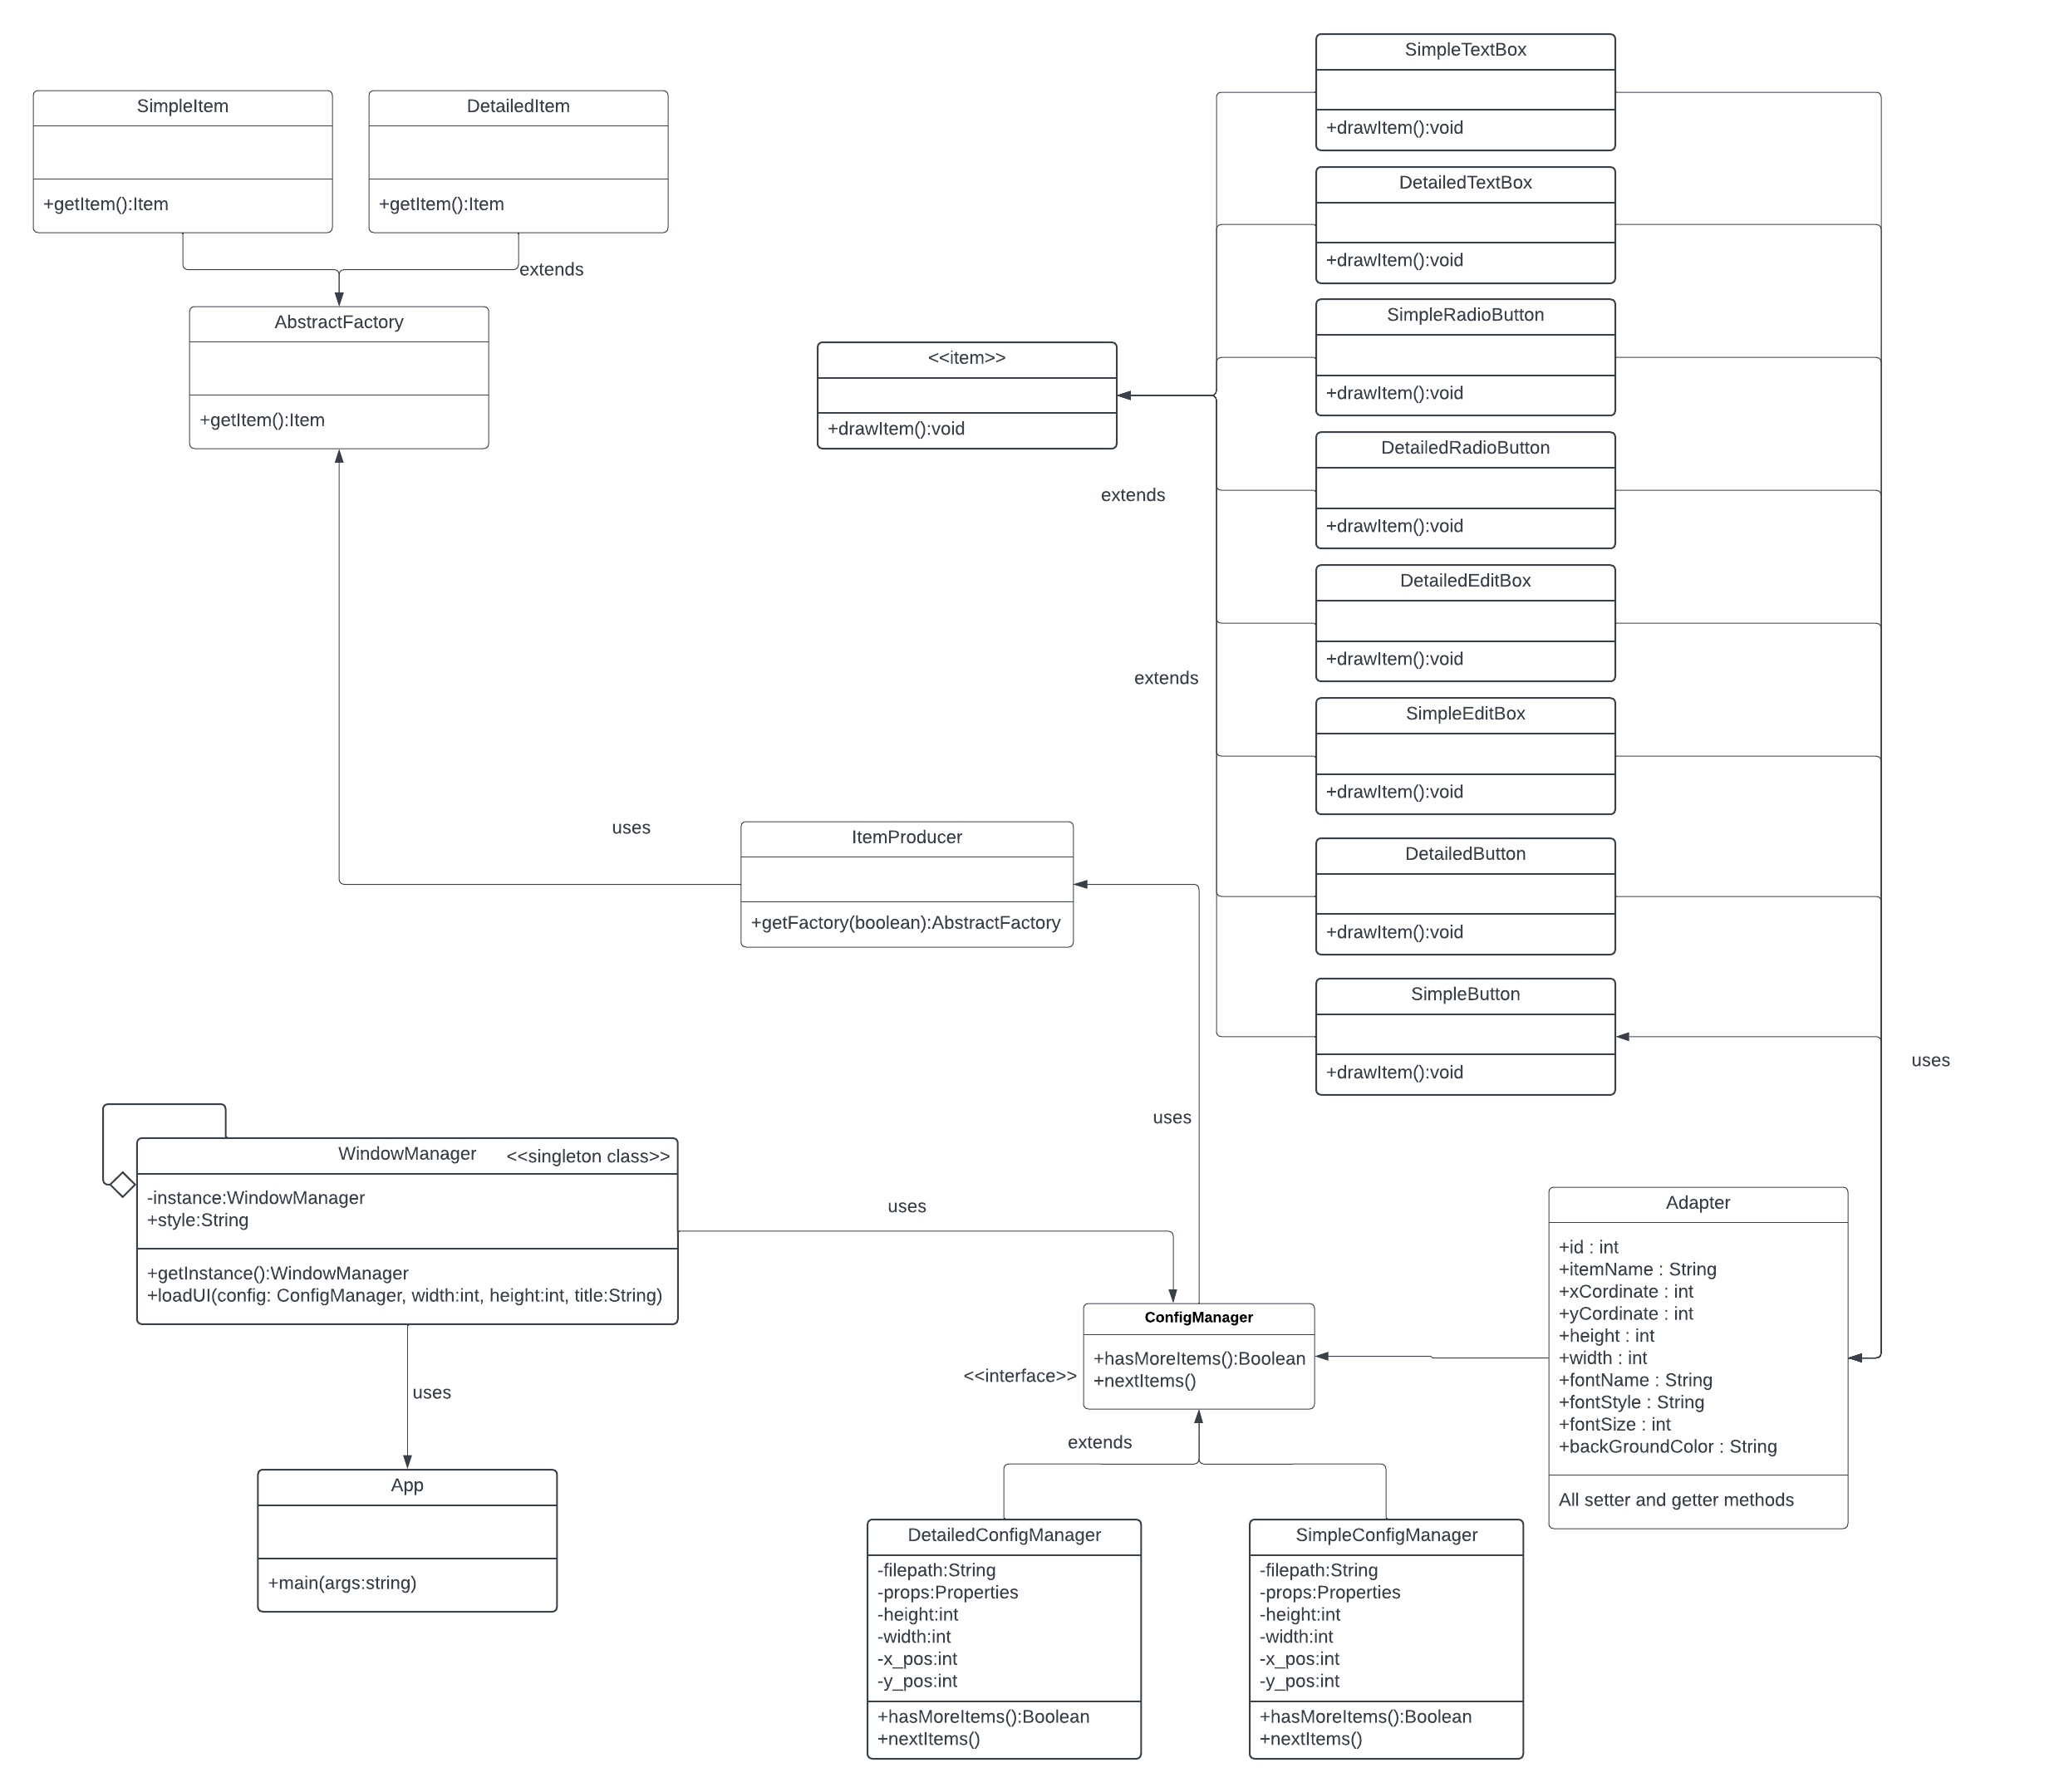 SimpleItem
+getItem():Item
DetailedItem
+getItem():Item
extends
AbstractFactory
+getItem():Item
<<item>>
+drawItem():void
extends
extends
SimpleTextBox
+drawItem():void
DetailedTextBox
+drawItem():void
SimpleRadioButton
+drawItem():void
DetailedRadioButton
+drawItem():void
DetailedEditBox
+drawItem():void
SimpleEditBox
+drawItem():void
DetailedButton
+drawItem():void
SimpleButton
+drawItem():void
uses
uses
ItemProducer
+getFactory(boolean):AbstractFactory
uses
WindowManager
<<singleton class>>
-instance:WindowManager
+style:String
+getInstance():WindowManager
+loadUI(config: ConfigManager, width:int, height:int, title:String)
uses
uses
App
+main(args:string)
ConfigManager
<<interface>>
+hasMoreItems():Boolean
+nextItems()
extends
Adapter
+id : int
+itemName : String
+xCordinate : int
+yCordinate : int
+height : int
+width : int
+fontName : String
+fontStyle : String
+fontSize : int
+backGroundColor : String
All setter and getter methods
DetailedConfigManager
-filepath:String
-props:Properties
-height:int
-width:int
-x_pos:int
-y_pos:int
+hasMoreItems():Boolean
+nextItems()
SimpleConfigManager
-filepath:String
-props:Properties
-height:int
-width:int
-x_pos:int
-y_pos:int
+hasMoreItems():Boolean
+nextItems()